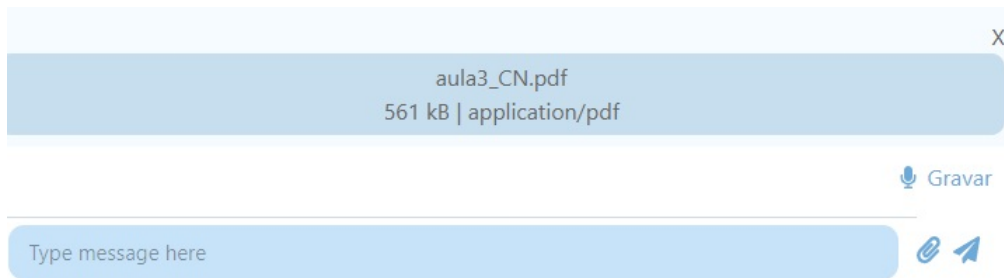 X
aula3_CN.pdf
561 kB | application/pdf
Gravar
Type message here